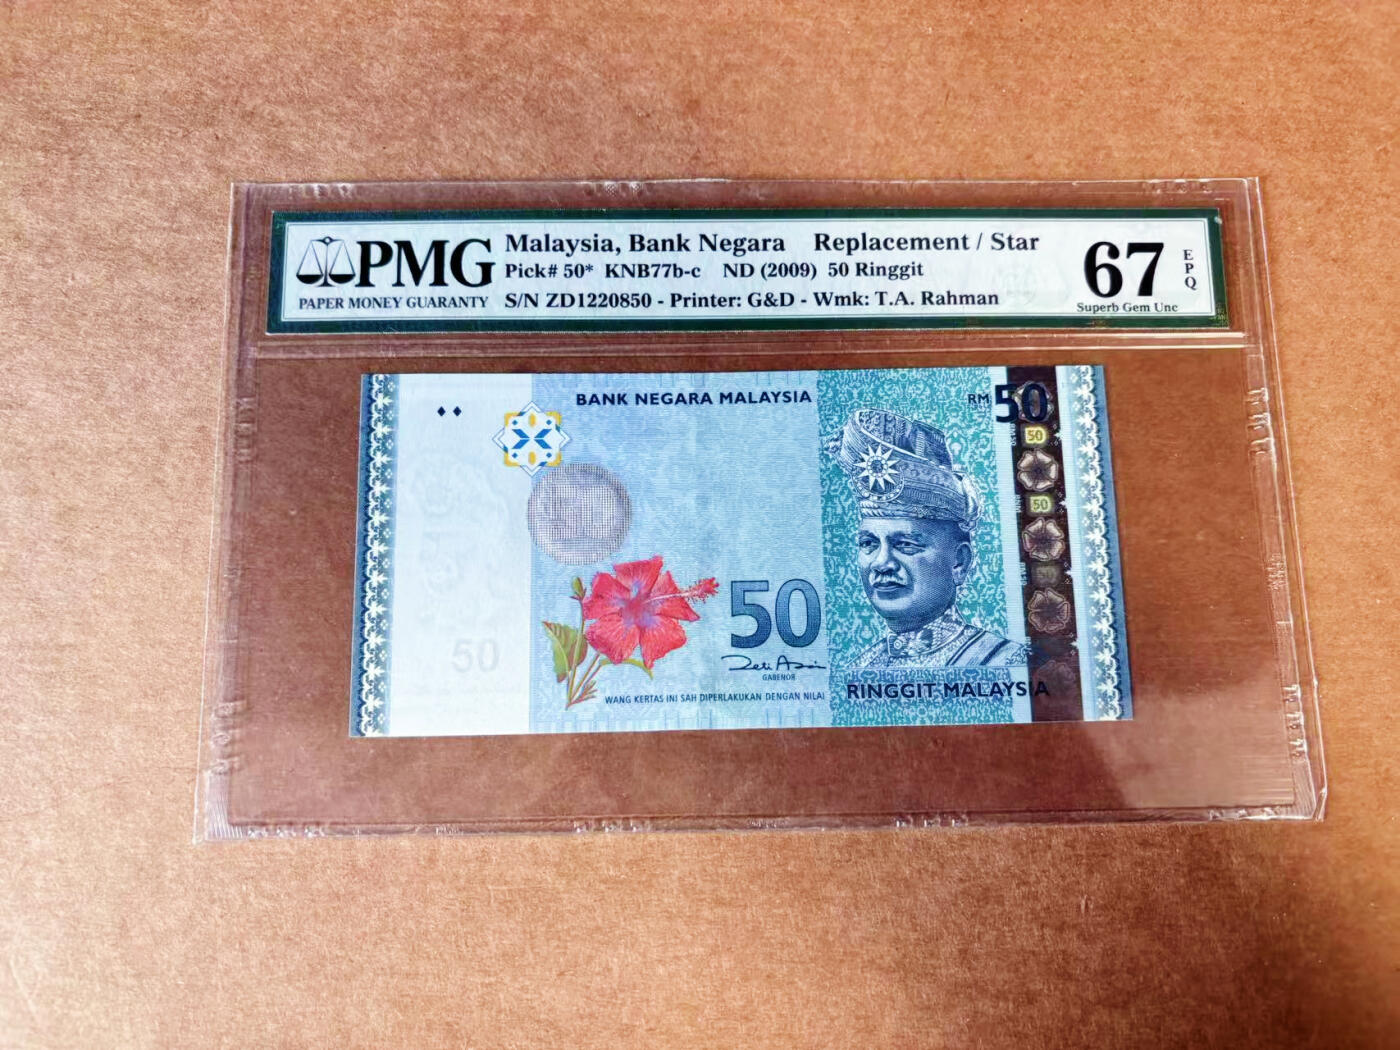 PMG
PAPER MONEY GUARANTY
Malaysia, Bank Negara Replacement / Star
Pick# 50* KNB77b-c ND (2009) 50 Ringgit
S/N ZD1220850 - Printer: G&D - Wmk: T.A. Rahman
67
EPQ
Superb Gem Unc
BANK NEGARA MALAYSIA
RM 50
50
50
50
50
50
GABENOR
WANG KERTAS INI SAH DIPERLAKUKAN DENGAN NILAI
RINGGIT MALAYSIA